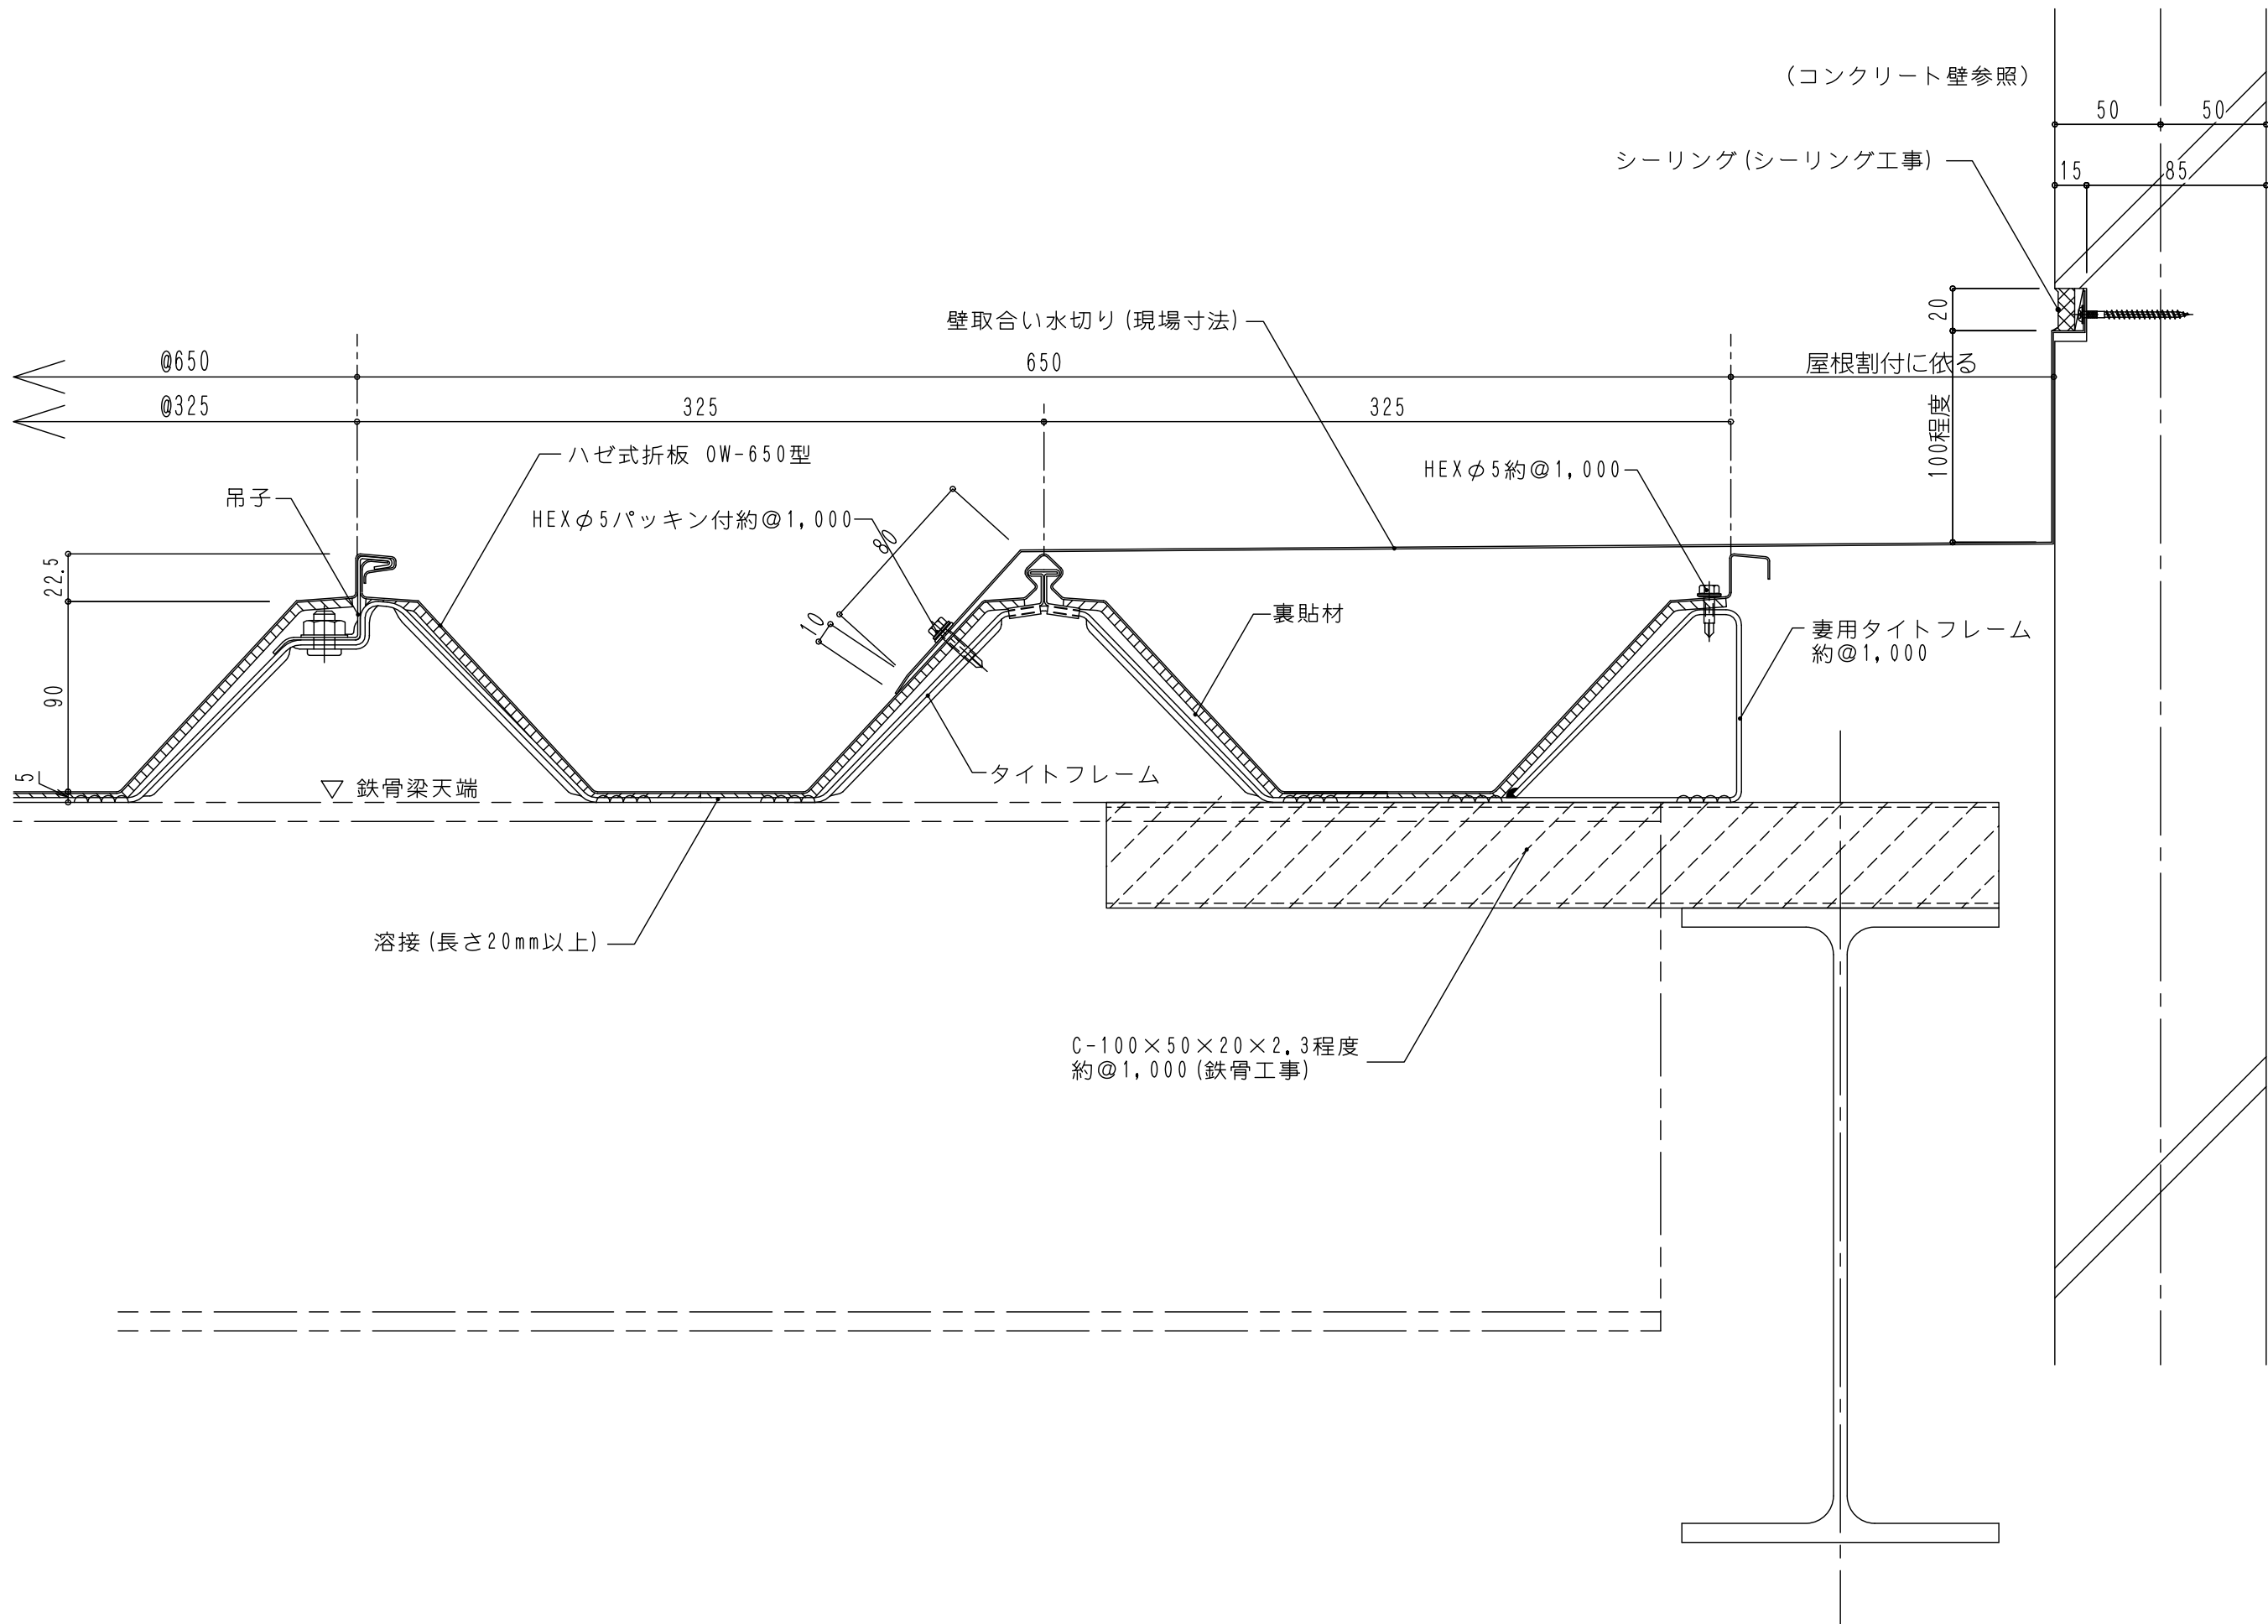 (コンクリート壁参照)
50
50
シーリング(シーリング工事)
15
85
20
壁取合い水切り(現場寸法)
@650
650
屋根割付に依る
@325
325
325
100程度
ハゼ式折板 OW-650型
HEXφ5約@1,000
吊子
HEXφ5パッキン付約@1,000
80
22.5
10
裏貼材
妻用タイトフレーム
約@1,000
90
5
▽ 鉄骨梁天端
タイトフレーム
溶接(長さ20mm以上)
C-100×50×20×2.3程度
約@1,000(鉄骨工事)